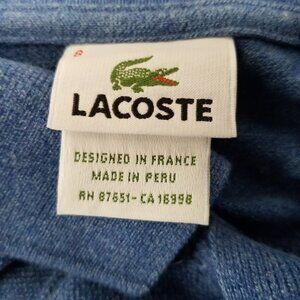 LACOSTE
DESIGNED IN FRANCE
MADE IN PERU
RN 87651-CA 16998